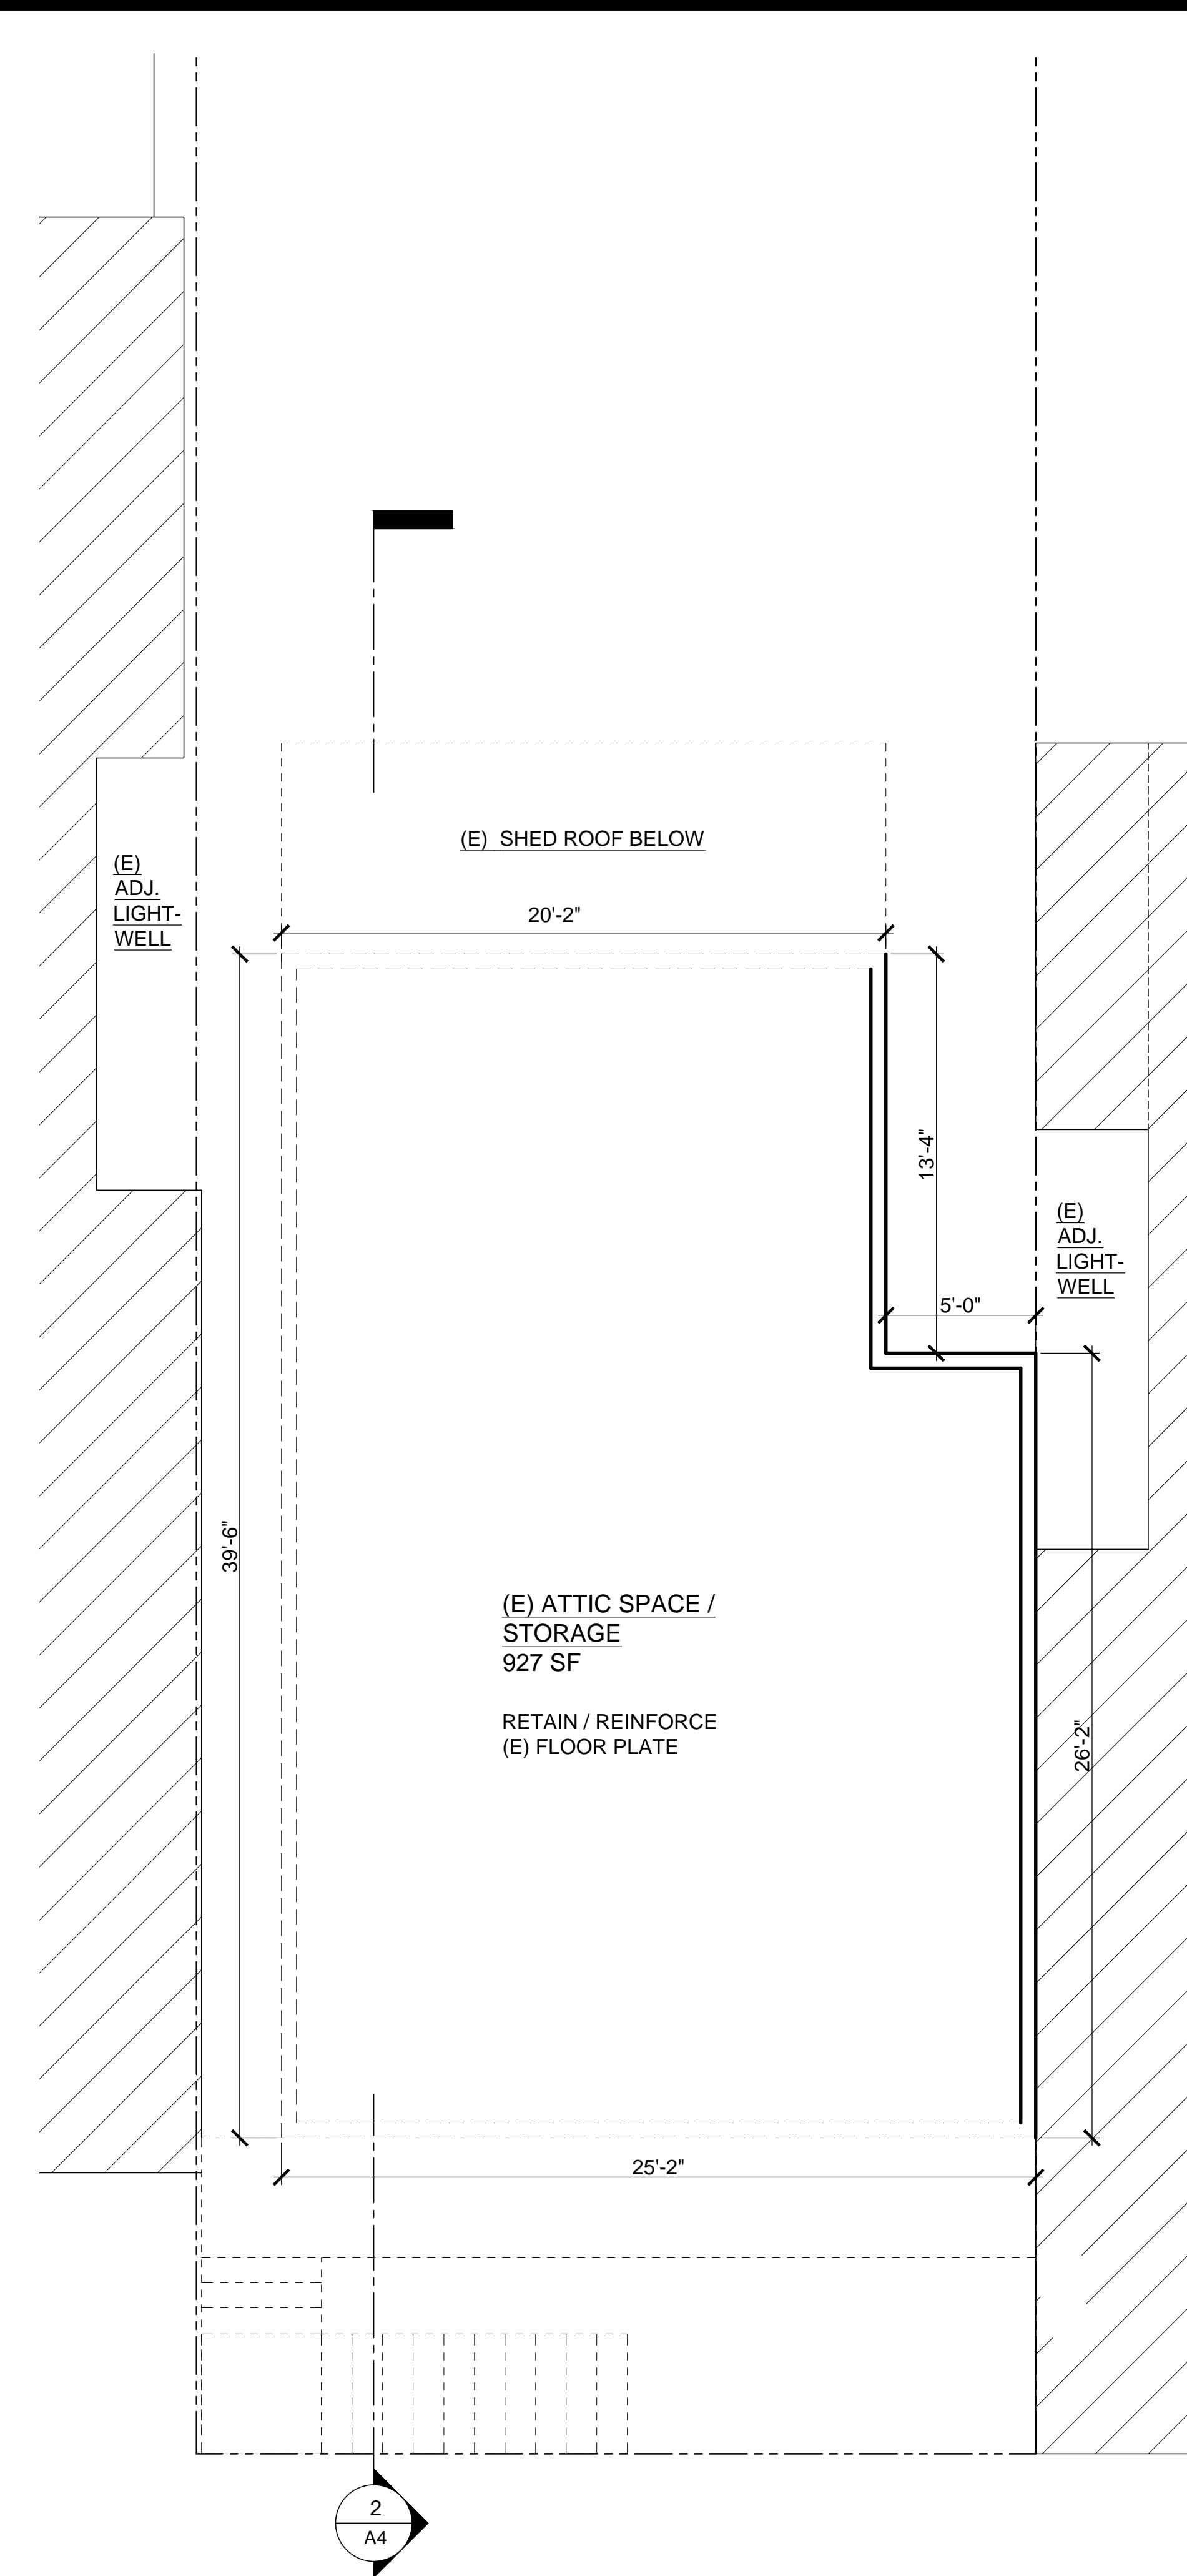 (E) SHED ROOF BELOW
(E)
ADJ.
LIGHT-
WELL
20'-2"
13'-4"
(E)
ADJ.
LIGHT-
WELL
5'-0"
39'-6"
(E) ATTIC SPACE /
STORAGE
927 SF
RETAIN / REINFORCE
(E) FLOOR PLATE
26'-2"
25'-2"
2
A4